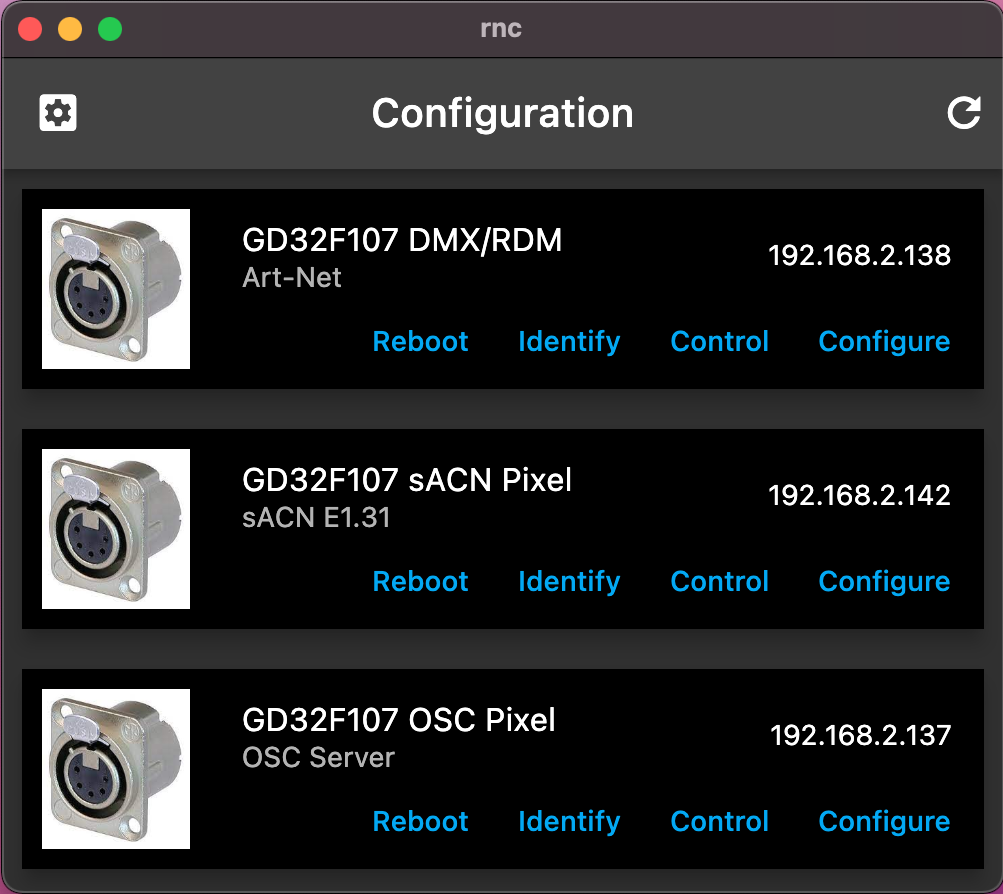 rnc
Configuration
GD32F107 DMX/RDM
192.168.2.138
Art-Net
Reboot Identify Control Configure
GD32F107 sACN Pixel
192.168.2.142
sACN E1.31
Reboot Identify Control Configure
GD32F107 OSC Pixel
192.168.2.137
OSC Server
Reboot Identify Control Configure